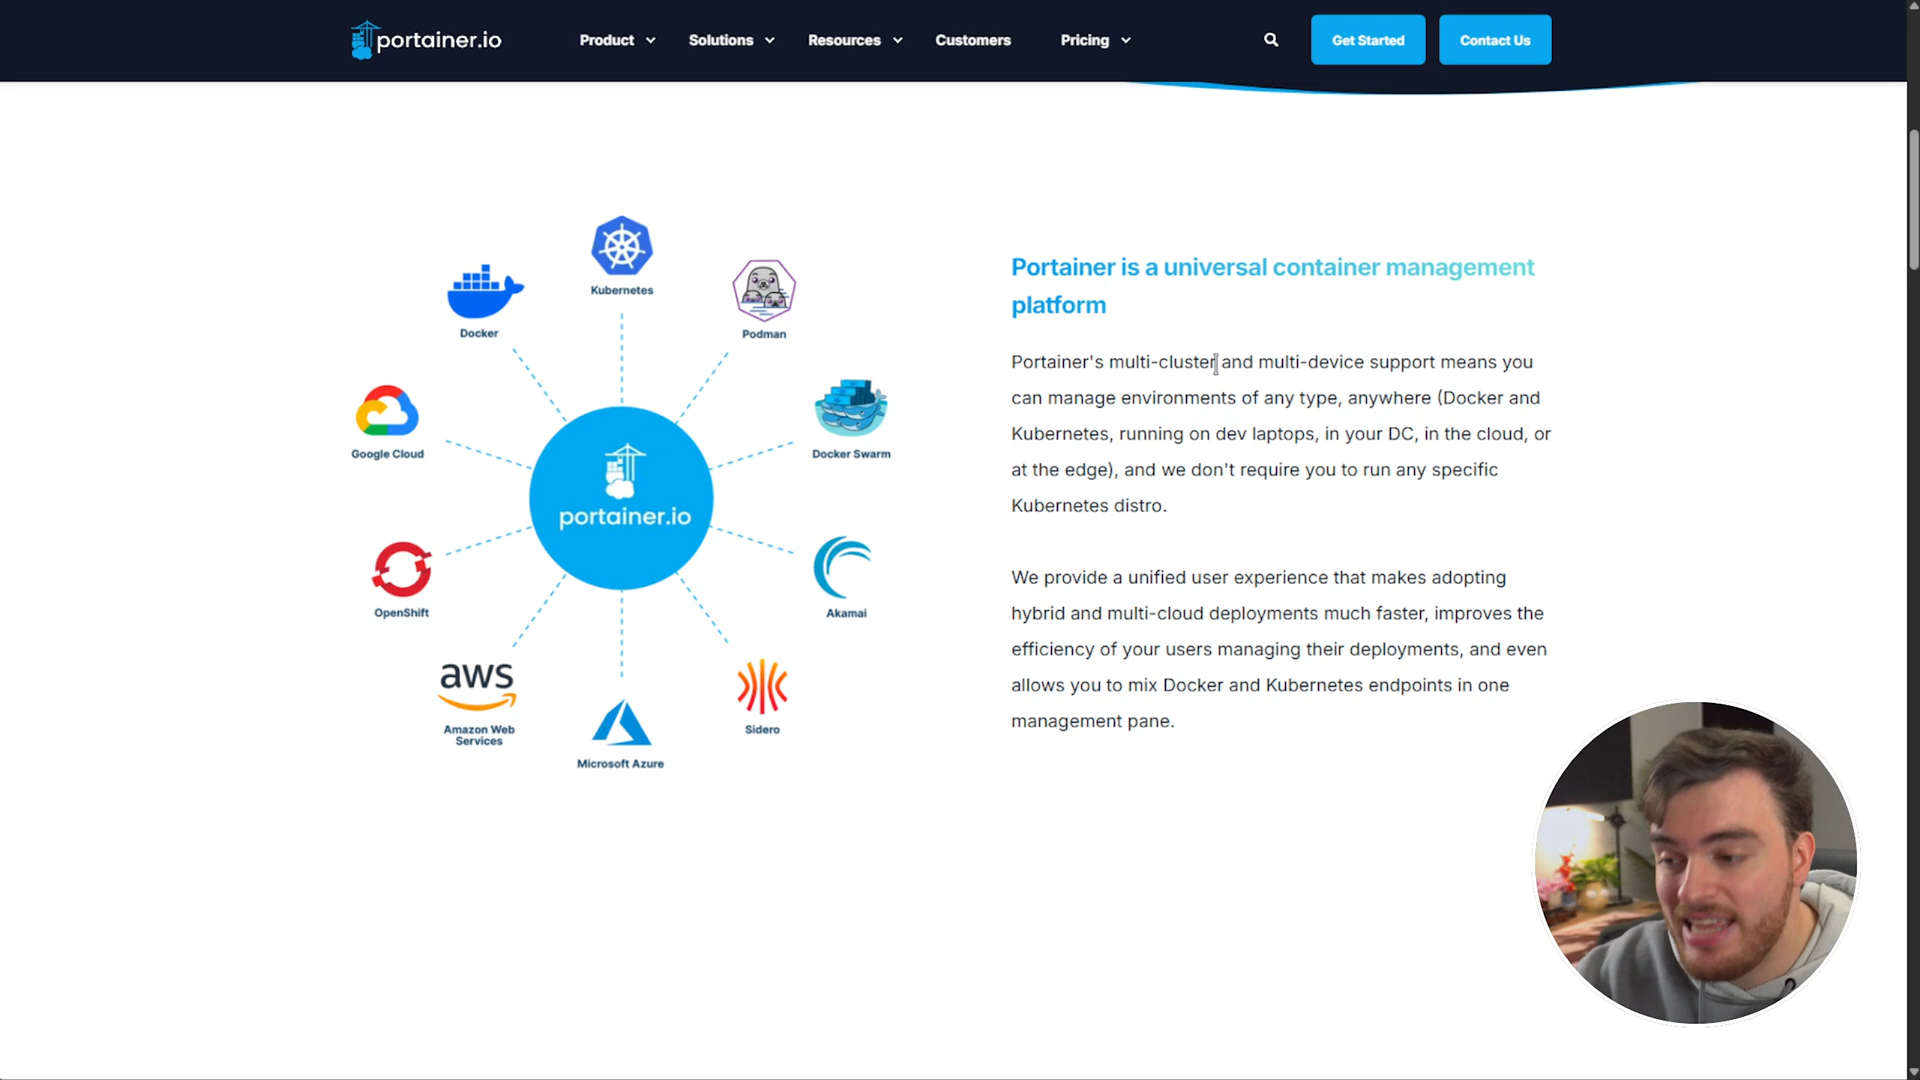 portainer.io
Product
Solutions
Resources
Customers
Pricing
Get Started
Contact Us
Kubernetes
Docker
Podman
Google Cloud
Docker Swarm
portainer.io
OpenShift
Akamai
aws
Amazon Web
Services
Sidero
Microsoft Azure
Portainer is a universal container management
platform
Portainer's multi-cluster and multi-device support means you
can manage environments of any type, anywhere (Docker and
Kubernetes, running on dev laptops, in your DC, in the cloud, or
at the edge), and we don't require you to run any specific
Kubernetes distro.
We provide a unified user experience that makes adopting
hybrid and multi-cloud deployments much faster, improves the
efficiency of your users managing their deployments, and even
allows you to mix Docker and Kubernetes endpoints in one
management pane.